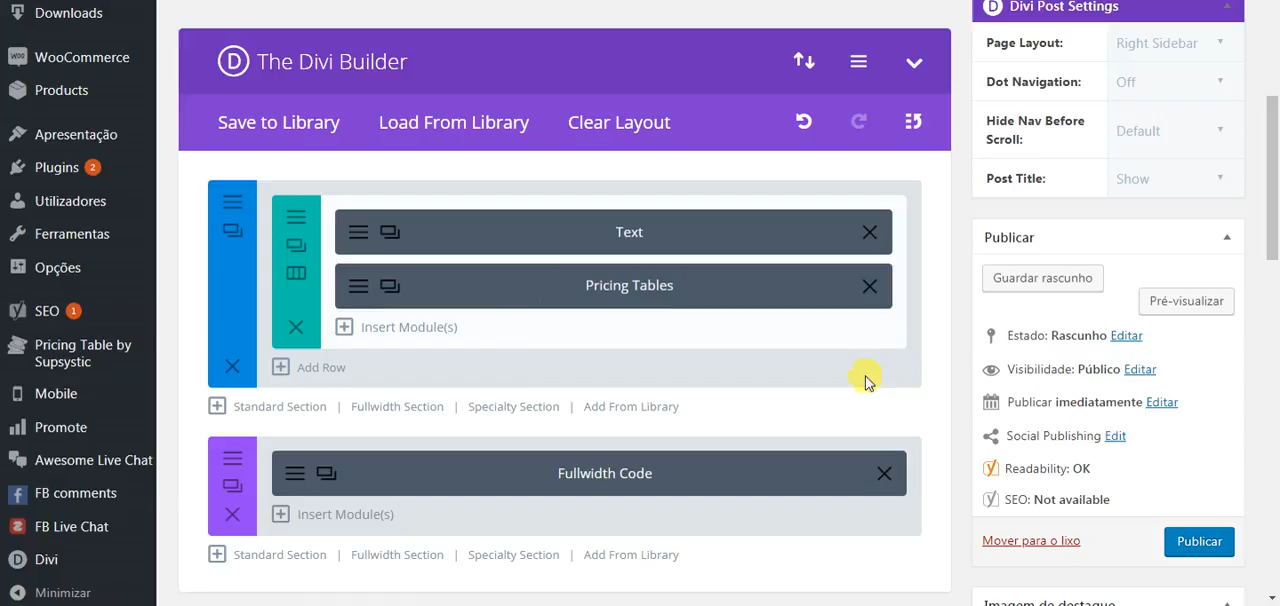 Downloads
WooCommerce
Products
Apresentação
Plugins 2
Utilizadores
Ferramentas
Opções
SEO 1
Pricing Table by
Supsystic
Mobile
Promote
Awesome Live Chat
FB comments
FB Live Chat
Divi
Minimizar
D The Divi Builder
Save to Library Load From Library Clear Layout
Text
Pricing Tables
Insert Module(s)
Add Row
Standard Section | Fullwidth Section | Specialty Section | Add From Library
Fullwidth Code
Insert Module(s)
Standard Section | Fullwidth Section | Specialty Section | Add From Library
D Divi Post Settings
Page Layout: Right Sidebar
Dot Navigation: Off
Hide Nav Before
Scroll: Default
Post Title: Show
Publicar
Guardar rascunho
Pré-visualizar
Estado: Rascunho Editar
Visibilidade: Público Editar
Publicar imediatamente Editar
Social Publishing Edit
Readability: OK
SEO: Not available
Mover para o lixo Publicar
Imagem de destaque